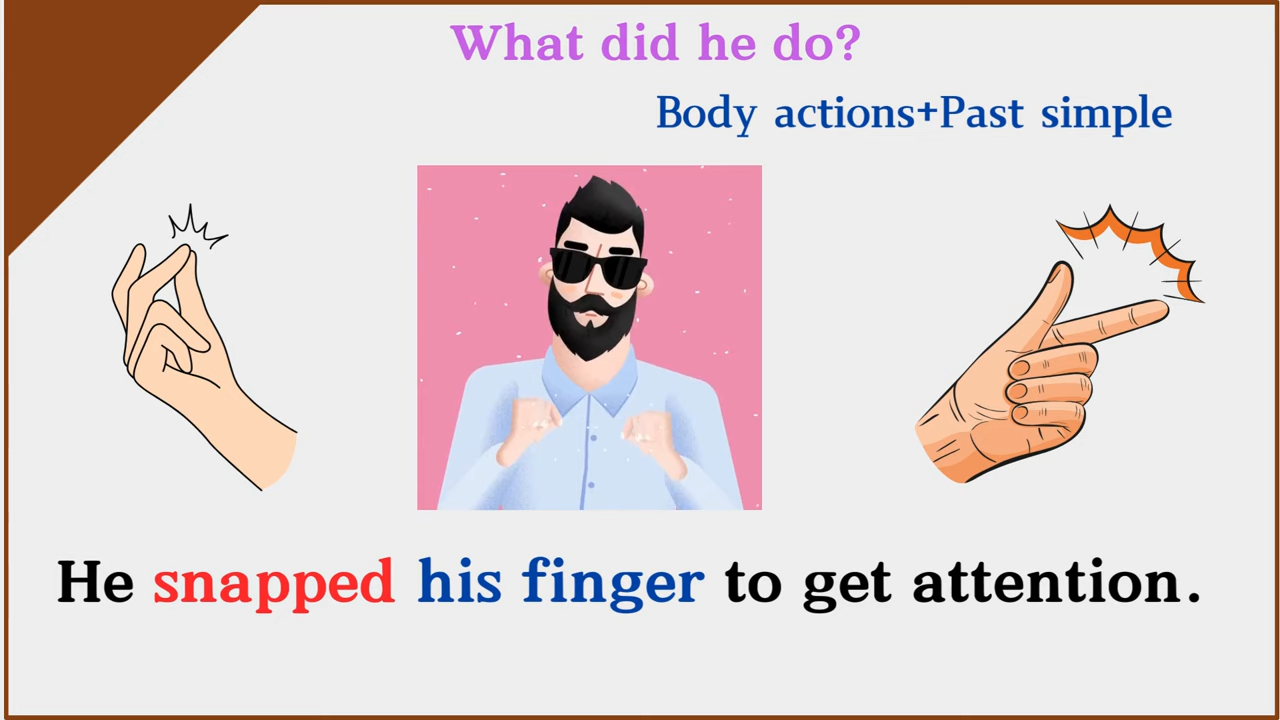 What did he do?
Body actions+Past simple
He snapped his finger to get attention.